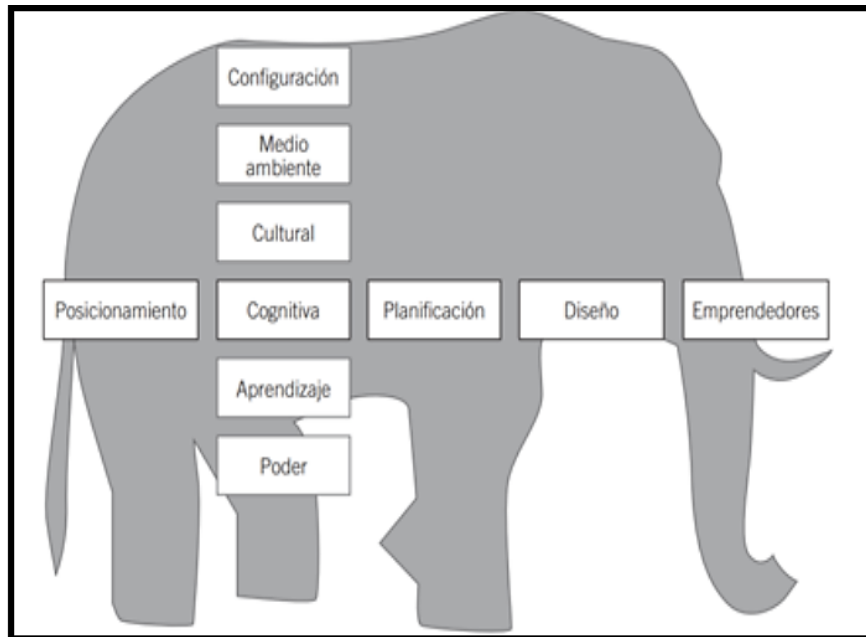 Configuración
Medio
ambiente
Cultural
Posicionamiento
Cognitiva
Planificación
Diseño
Emprendedores
Aprendizaje
Poder